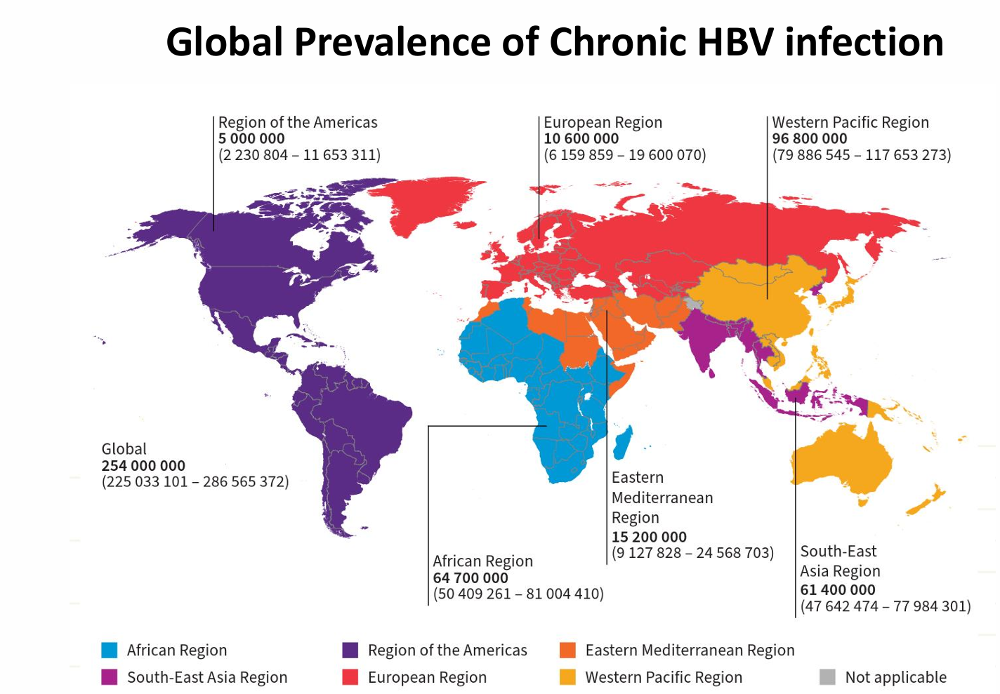 Global Prevalence of Chronic HBV infection
Region of the Americas
5 000 000
(2 230 804 – 11 653 311)
European Region
10 600 000
(6 159 859 – 19 600 070)
Western Pacific Region
96 800 000
(79 886 545 – 117 653 273)
Global
254 000 000
(225 033 101 – 286 565 372)
African Region
64 700 000
(50 409 261 – 81 004 410)
Eastern
Mediterranean
Region
15 200 000
(9 127 828 – 24 568 703)
South-East
Asia Region
61 400 000
(47 642 474 – 77 984 301)
African Region
Region of the Americas
Eastern Mediterranean Region
South-East Asia Region
European Region
Western Pacific Region
Not applicable